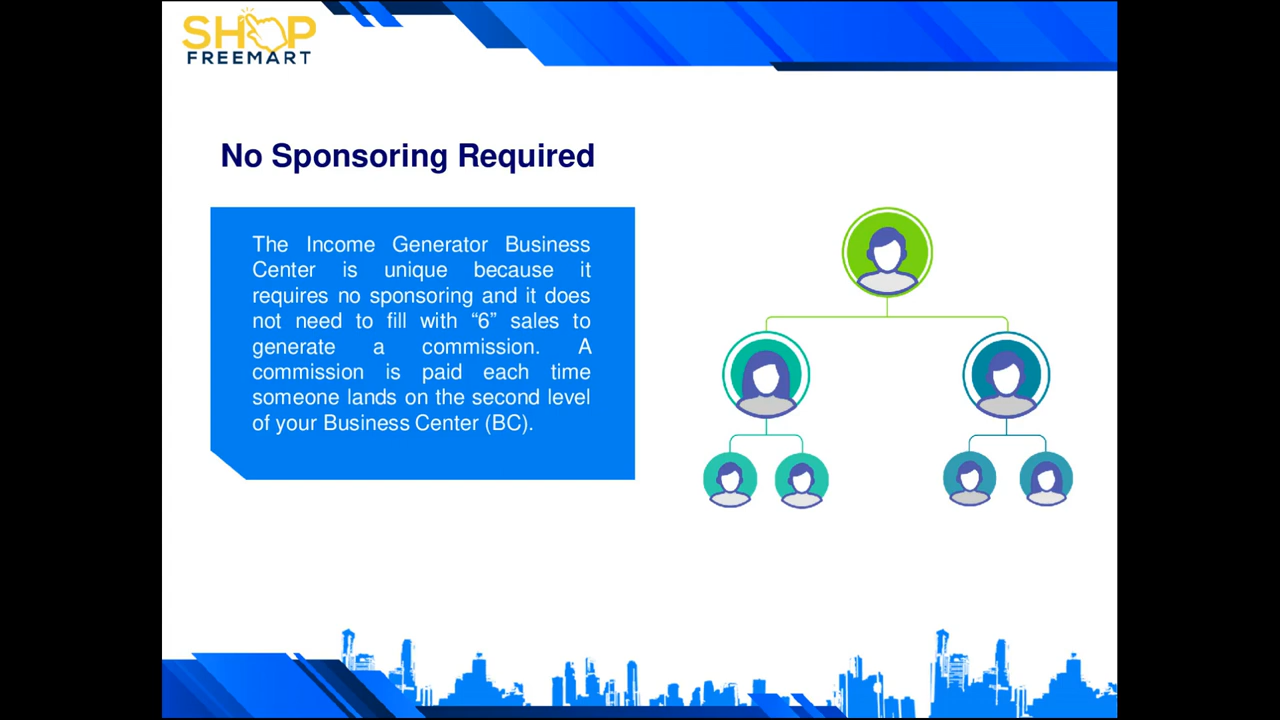 SHOP
FREEMART
No Sponsoring Required
The Income Generator Business
Center is unique because it
requires no sponsoring and it does
not need to fill with “6” sales to
generate a commission. A
commission is paid each time
someone lands on the second level
of your Business Center (BC).